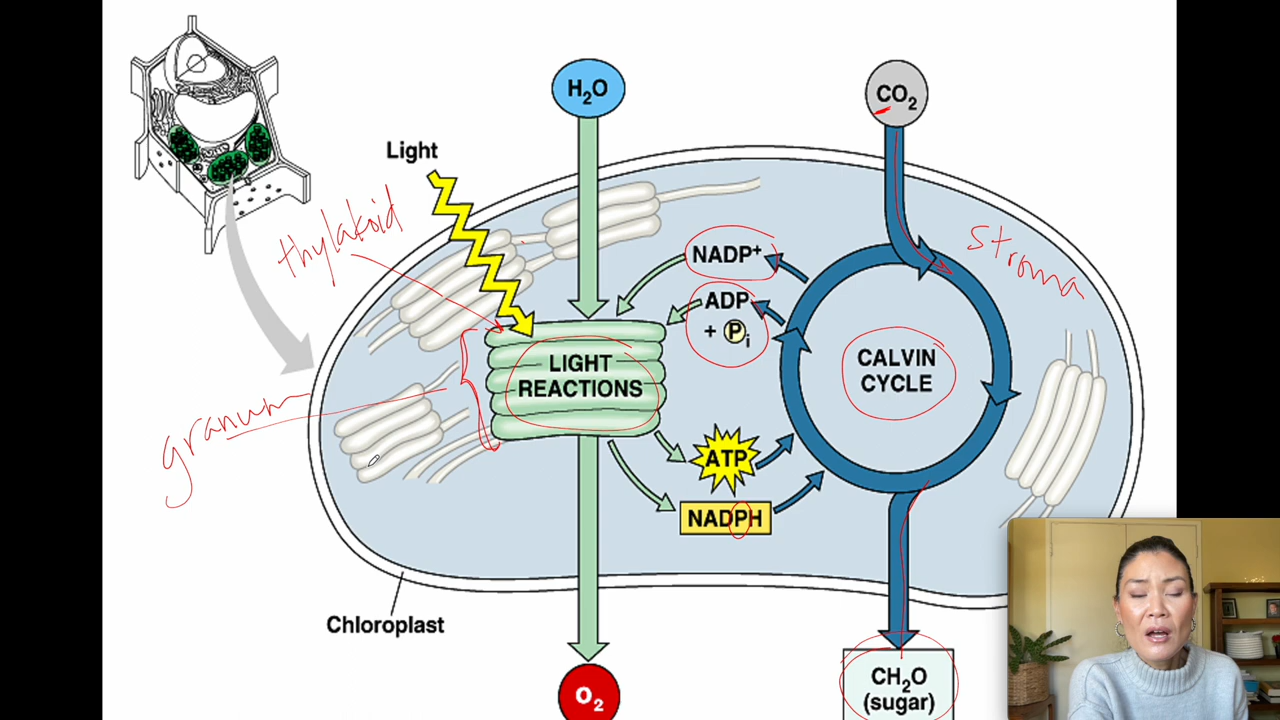 H₂O
CO₂
Light
thylakoid
NADP⁺
stroma
ADP
+ Pᵢ
LIGHT
REACTIONS
CALVIN
CYCLE
granum
ATP
NADPH
Chloroplast
O₂
CH₂O
(sugar)